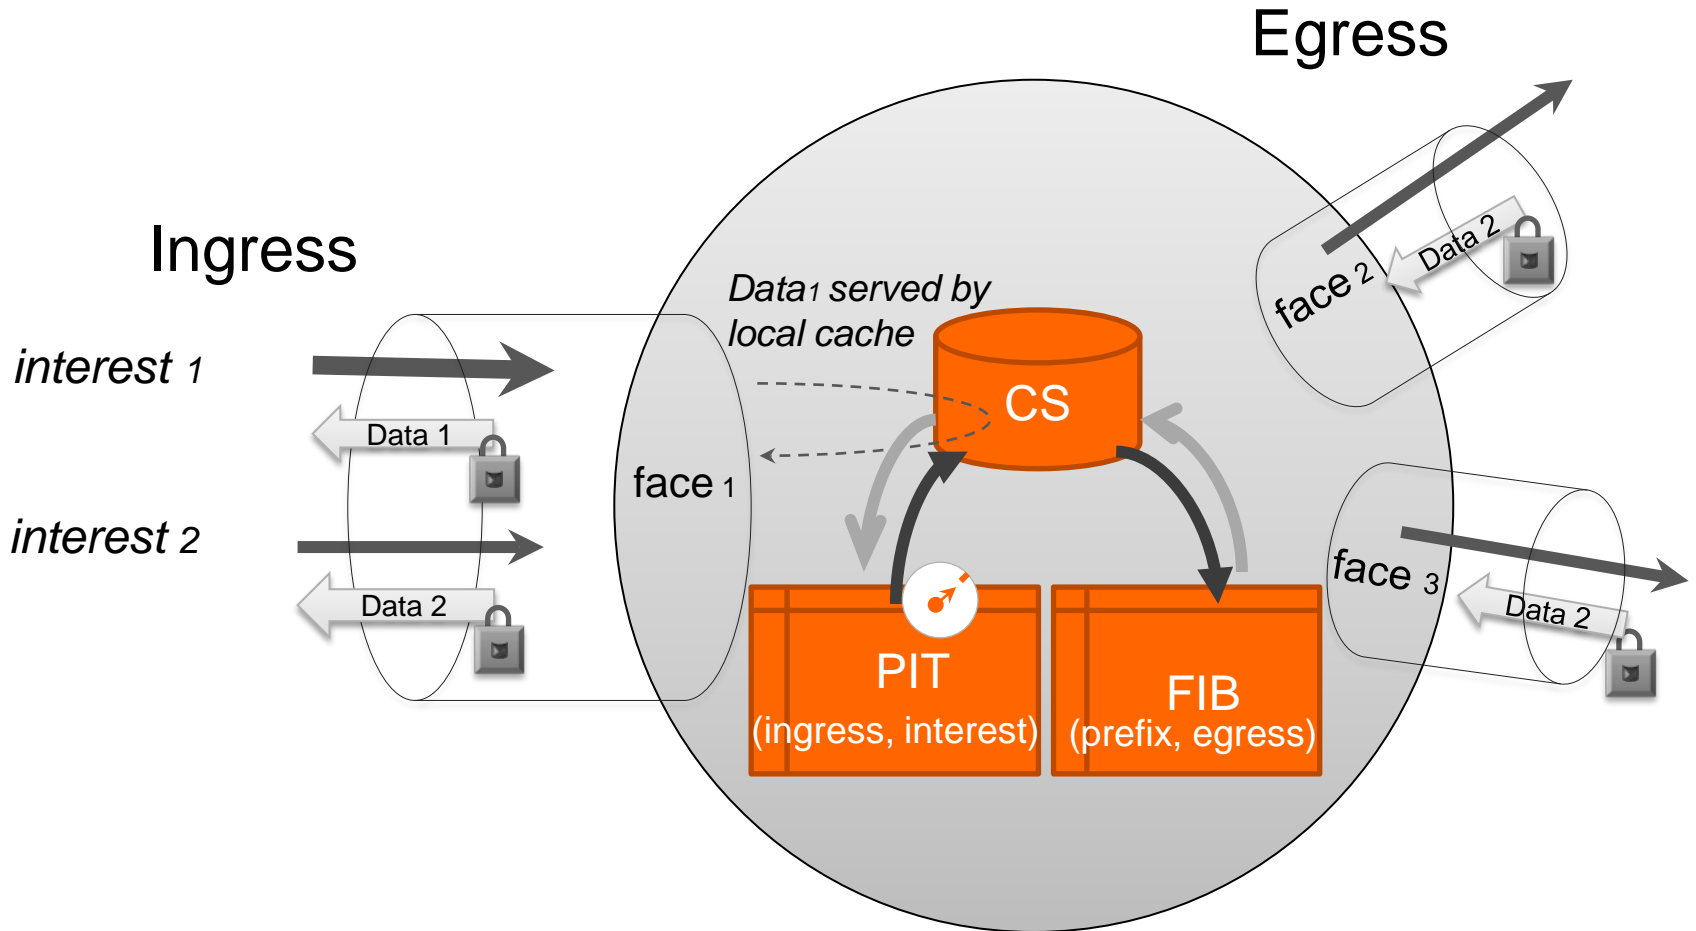 Egress
Ingress
Data1 served by
local cache
interest 1
Data 1
interest 2
Data 2
face 1
CS
face 2
Data 2
face 3
Data 2
PIT
(ingress, interest)
FIB
(prefix, egress)